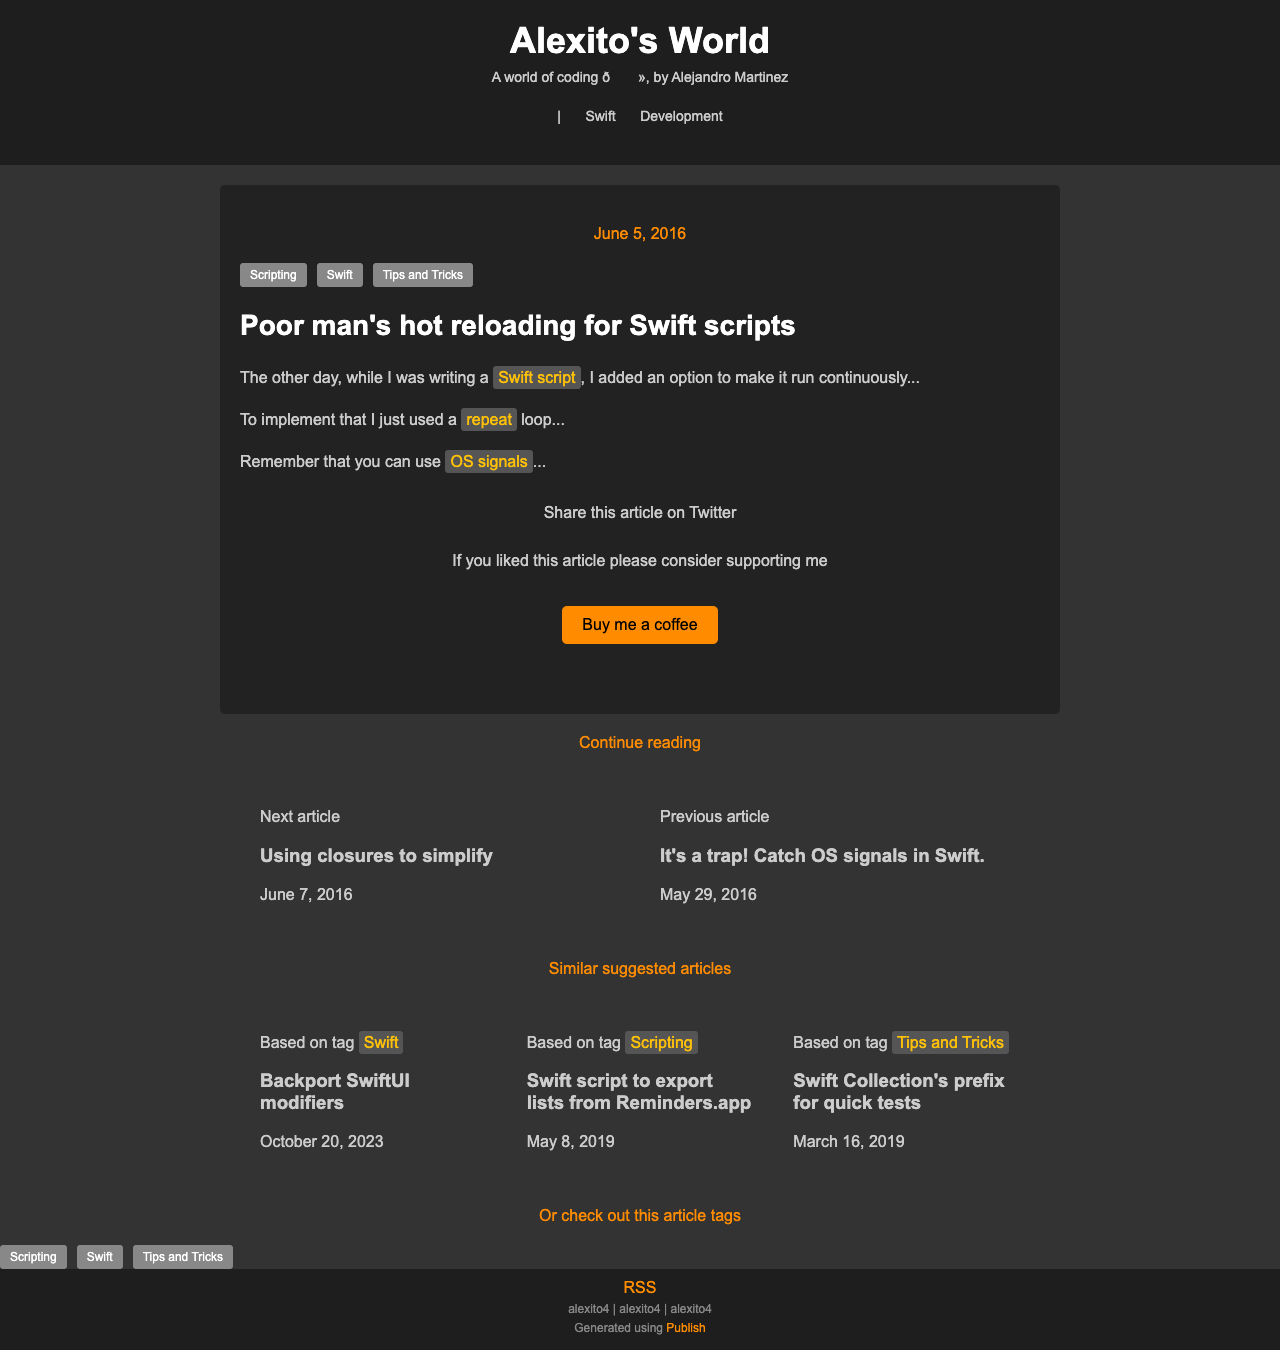 Alexito's World
A world of coding ð », by Alejandro Martinez
| Swift Development
June 5, 2016
Scripting Swift Tips and Tricks
Poor man's hot reloading for Swift scripts
The other day, while I was writing a Swift script, I added an option to make it run continuously...
To implement that I just used a repeat loop...
Remember that you can use OS signals...
Share this article on Twitter
If you liked this article please consider supporting me
Buy me a coffee
Continue reading
Next article
Using closures to simplify
June 7, 2016
Previous article
It's a trap! Catch OS signals in Swift.
May 29, 2016
Similar suggested articles
Based on tag Swift
Backport SwiftUI
modifiers
October 20, 2023
Based on tag Scripting
Swift script to export
lists from Reminders.app
May 8, 2019
Based on tag Tips and Tricks
Swift Collection's prefix
for quick tests
March 16, 2019
Or check out this article tags
Scripting Swift Tips and Tricks
RSS
alexito4 | alexito4 | alexito4
Generated using Publish